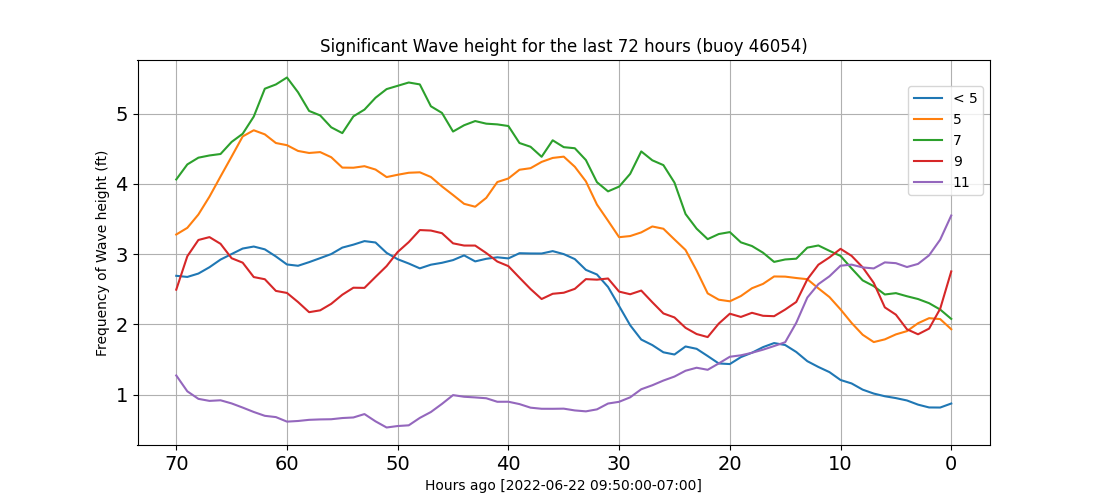 Significant Wave height for the last 72 hours (buoy 46054)
Frequency of Wave height (ft)
5
4
3
2
1
< 5
5
7
9
11
70 60 50 40 30 20 10 0
Hours ago [2022-06-22 09:50:00-07:00]